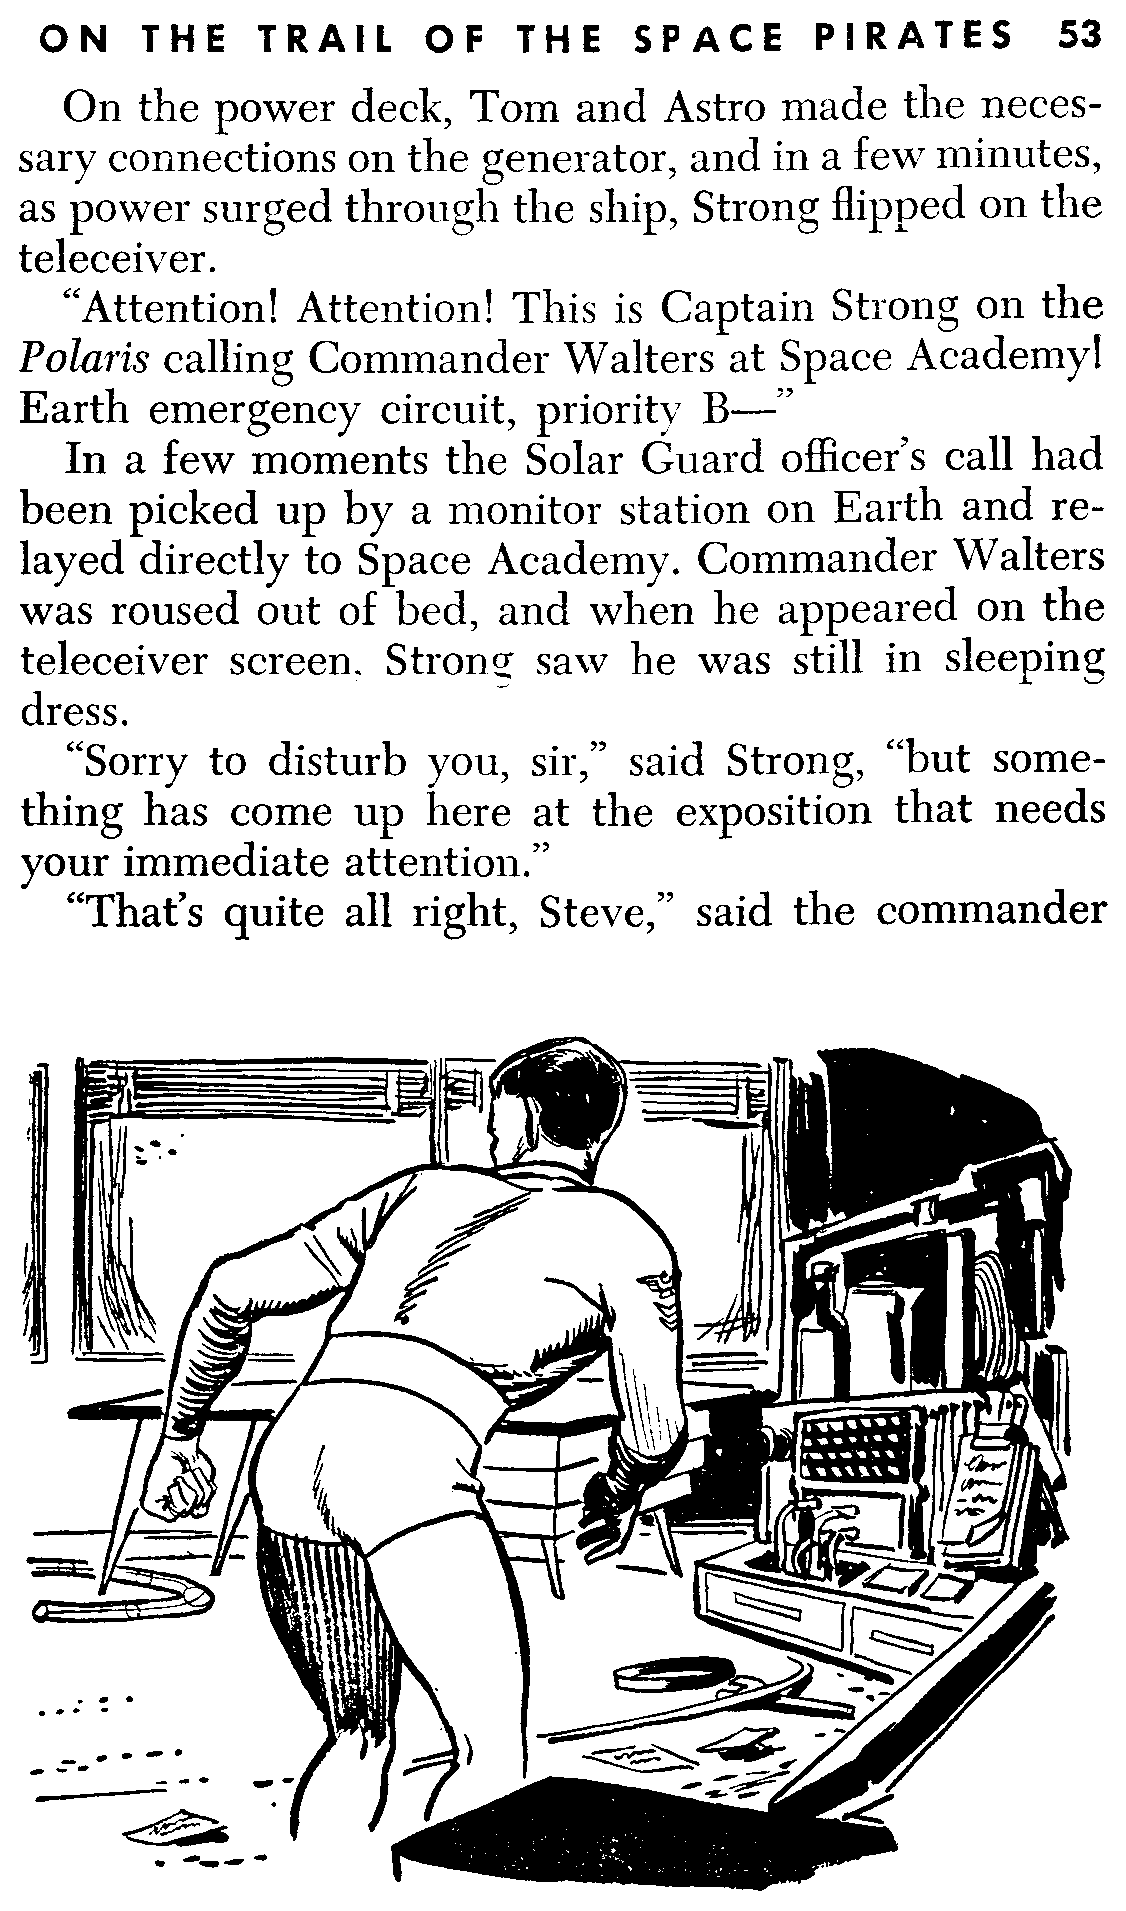 ON THE TRAIL OF THE SPACE PIRATES 53
On the power deck, Tom and Astro made the neces-
sary connections on the generator, and in a few minutes,
as power surged through the ship, Strong flipped on the
teleceiver.
“Attention! Attention! This is Captain Strong on the
Polaris calling Commander Walters at Space Academy!
Earth emergency circuit, priority B—”
In a few moments the Solar Guard officer’s call had
been picked up by a monitor station on Earth and re-
layed directly to Space Academy. Commander Walters
was roused out of bed, and when he appeared on the
teleceiver screen. Strong saw he was still in sleeping
dress.
“Sorry to disturb you, sir,” said Strong, “but some-
thing has come up here at the exposition that needs
your immediate attention.”
“That’s quite all right, Steve,” said the commander